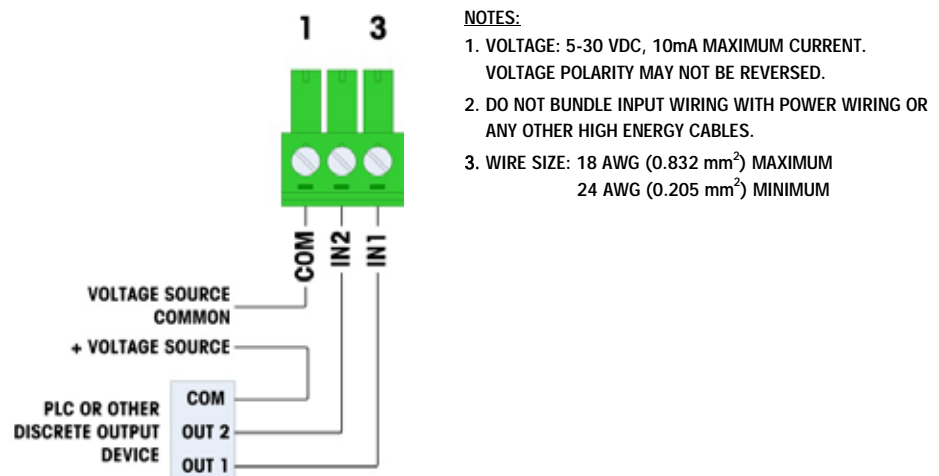 1 3
COM
IN2
IN1
VOLTAGE SOURCE
COMMON
+ VOLTAGE SOURCE
PLC OR OTHER
DISCRETE OUTPUT
DEVICE
COM
OUT 2
OUT 1
NOTES:
1. VOLTAGE: 5-30 VDC, 10mA MAXIMUM CURRENT.
VOLTAGE POLARITY MAY NOT BE REVERSED.
2. DO NOT BUNDLE INPUT WIRING WITH POWER WIRING OR
ANY OTHER HIGH ENERGY CABLES.
3. WIRE SIZE: 18 AWG (0.832 mm²) MAXIMUM
24 AWG (0.205 mm²) MINIMUM